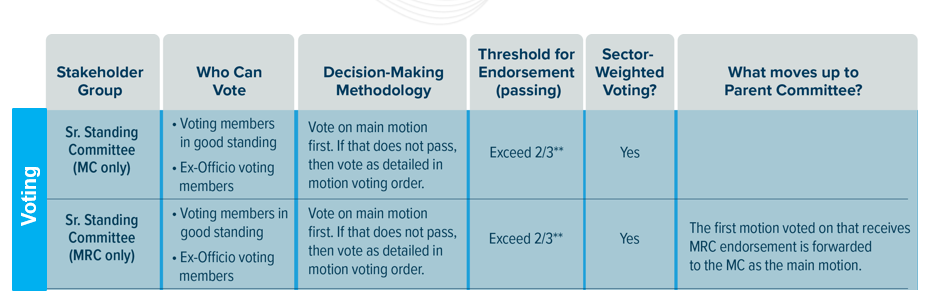 Stakeholder
Group
Who Can
Vote
Decision-Making
Methodology
Threshold for
Endorsement
(passing)
Sector-
Weighted
Voting?
What moves up to
Parent Committee?
Voting
Sr. Standing
Committee
(MC only)
• Voting members
in good standing
• Ex-Officio voting
members
Vote on main motion
first. If that does not pass,
then vote as detailed in
motion voting order.
Exceed 2/3**
Yes
Sr. Standing
Committee
(MRC only)
• Voting members in
good standing
• Ex-Officio voting
members
Vote on main motion
first. If that does not pass,
then vote as detailed in
motion voting order.
Exceed 2/3**
Yes
The first motion voted on that receives
MRC endorsement is forwarded
to the MC as the main motion.